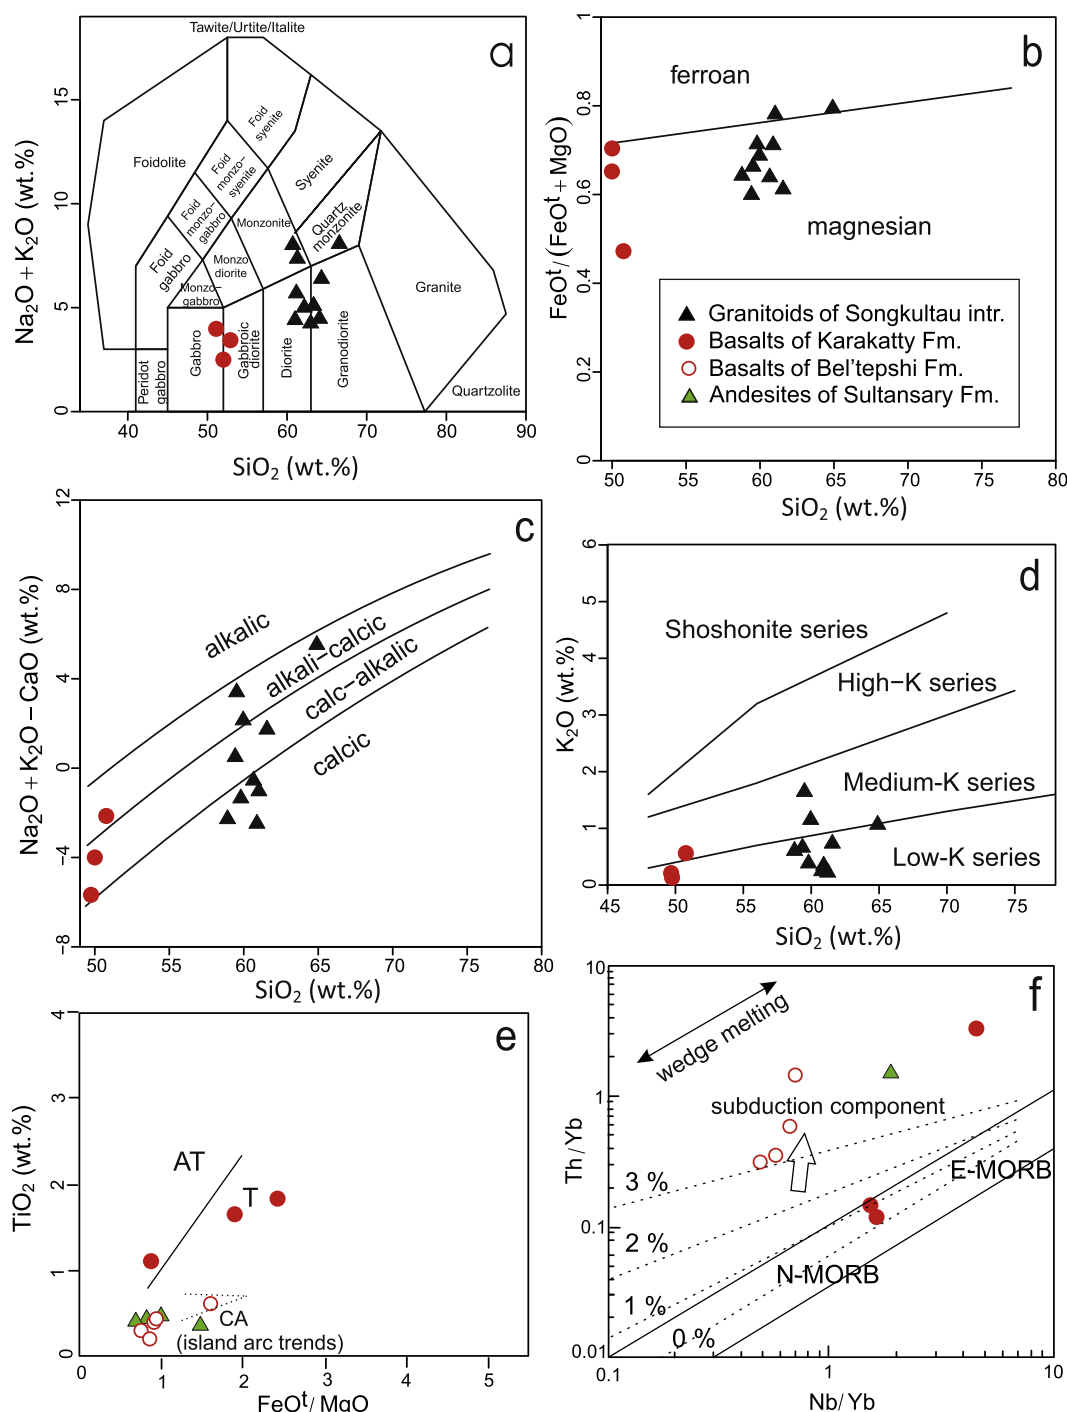 a
Tawite/Urtite/Italite
Foidolite
Foid
syenite
Foid
monzo–
syenite
Foid
monzo–
gabbro
Foid
gabbro
Syenite
Monzonite
Quartz
monzonite
Monzo
diorite
Monzo–
gabbro
Granite
Peridot
gabbro
Gabbro
Gabbroic
diorite
Diorite
Granodiorite
Quartzolite
Na₂O + K₂O (wt.%)
0 5 10 15
40 50 60 70 80 90
SiO₂ (wt.%)
b
ferroan
magnesian
FeOᵗ/(FeOᵗ+MgO)
0 0.2 0.4 0.6 0.8 1
50 55 60 65 70 75 80
SiO₂ (wt.%)
Granitoids of Songkultau intr.
Basalts of Karakatty Fm.
Basalts of Bel'tepshi Fm.
Andesites of Sultansary Fm.
c
alkalic
alkali–calcic
calc–alkalic
calcic
Na₂O + K₂O – CaO (wt.%)
−8 −4 0 4 8 12
50 55 60 65 70 75 80
SiO₂ (wt.%)
d
Shoshonite series
High–K series
Medium-K series
Low-K series
K₂O (wt.%)
0 1 2 3 4 5 6
45 50 55 60 65 70 75
SiO₂ (wt.%)
e
AT
T
CA
(island arc trends)
TiO₂ (wt.%)
0 1 2 3 4
0 1 2 3 4 5
FeOᵗ/MgO
f
wedge melting
subduction component
3 %
2 %
1 %
0 %
E-MORB
N-MORB
Th/Yb
0.01 0.1 1 10
0.1 1 10
Nb/Yb